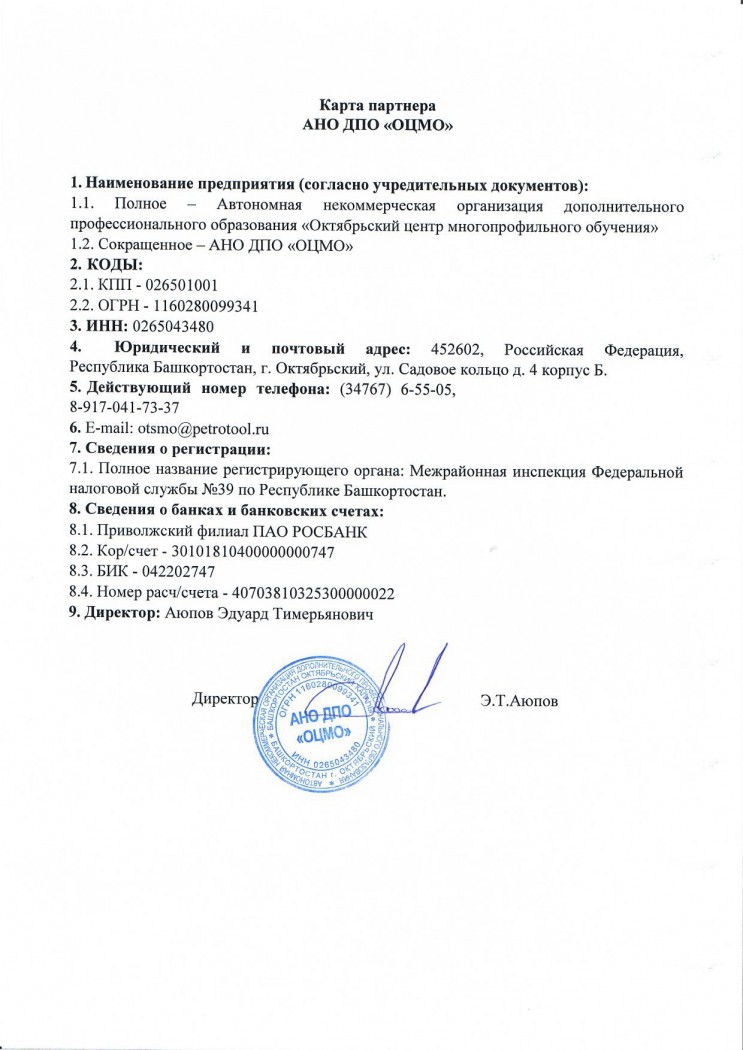 Карта партнера
АНО ДПО «ОЦМО»
1. Наименование предприятия (согласно учредительных документов):
1.1. Полное – Автономная некоммерческая организация дополнительного
профессионального образования «Октябрьский центр многопрофильного обучения»
1.2. Сокращенное – АНО ДПО «ОЦМО»
2. КОДЫ:
2.1. КПП - 026501001
2.2. ОГРН - 1160280099341
3. ИНН: 0265043480
4. Юридический и почтовый адрес: 452602, Российская Федерация,
Республика Башкортостан, г. Октябрьский, ул. Садовое кольцо д. 4 корпус Б.
5. Действующий номер телефона: (34767) 6-55-05,
8-917-041-73-37
6. E-mail: otsmo@petrotool.ru
7. Сведения о регистрации:
7.1. Полное название регистрирующего органа: Межрайонная инспекция Федеральной
налоговой службы №39 по Республике Башкортостан.
8. Сведения о банках и банковских счетах:
8.1. Приволжский филиал ПАО РОСБАНК
8.2. Кор/счет - 30101810400000000747
8.3. БИК - 042202747
8.4. Номер расч/счета - 40703810325300000022
9. Директор: Аюпов Эдуард Тимерьянович
Директор
Э.Т.Аюпов
ОГРН 1160280099341
АНО ДПО
«ОЦМО»
ИНН 0265043480
БАШКОРТОСТАН г. ОКТЯБРЬСКИЙ